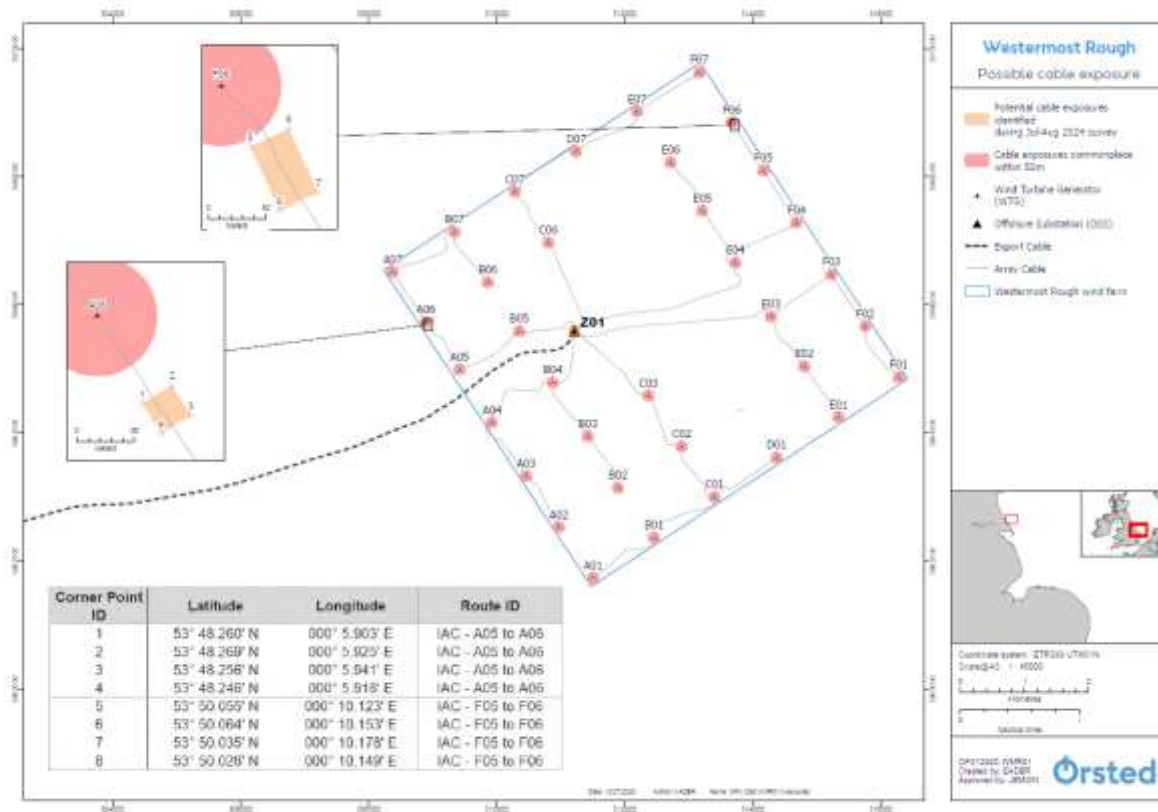 Westermost Rough
Possible cable exposure
Potential cable exposures
identified
during Jul-Aug 2024 survey
Cable exposures commonplace
within 50m
Wind Turbine Generator
(WTG)
Offshore Substation (OSS)
Export Cable
Array Cable
Westermost Rough wind farm
F07
E07
F06
D07
E06
F05
C07
E05
B07
C06
F04
A07
E04
B06
F03
A06
B05
Z01
E03
F02
A05
E02
F01
B04
C03
A04
E01
B03
C02
D01
A03
B02
C01
A02
B01
A01
Corner Point ID Latitude Longitude Route ID
1 53° 48.260' N 000° 5.903' E IAC - A05 to A06
2 53° 48.269' N 000° 5.925' E IAC - A05 to A06
3 53° 48.256' N 000° 5.941' E IAC - A05 to A06
4 53° 48.246' N 000° 5.918' E IAC - A05 to A06
5 53° 50.055' N 000° 10.123' E IAC - F05 to F06
6 53° 50.064' N 000° 10.153' E IAC - F05 to F06
7 53° 50.035' N 000° 10.178' E IAC - F05 to F06
8 53° 50.026' N 000° 10.149' E IAC - F05 to F06
Kilometres
Nautical Miles
Ørsted